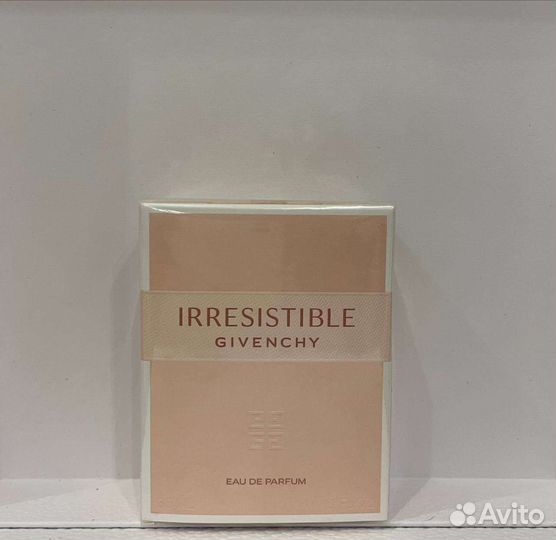 IRRESISTIBLE
GIVENCHY
EAU DE PARFUM
Avito